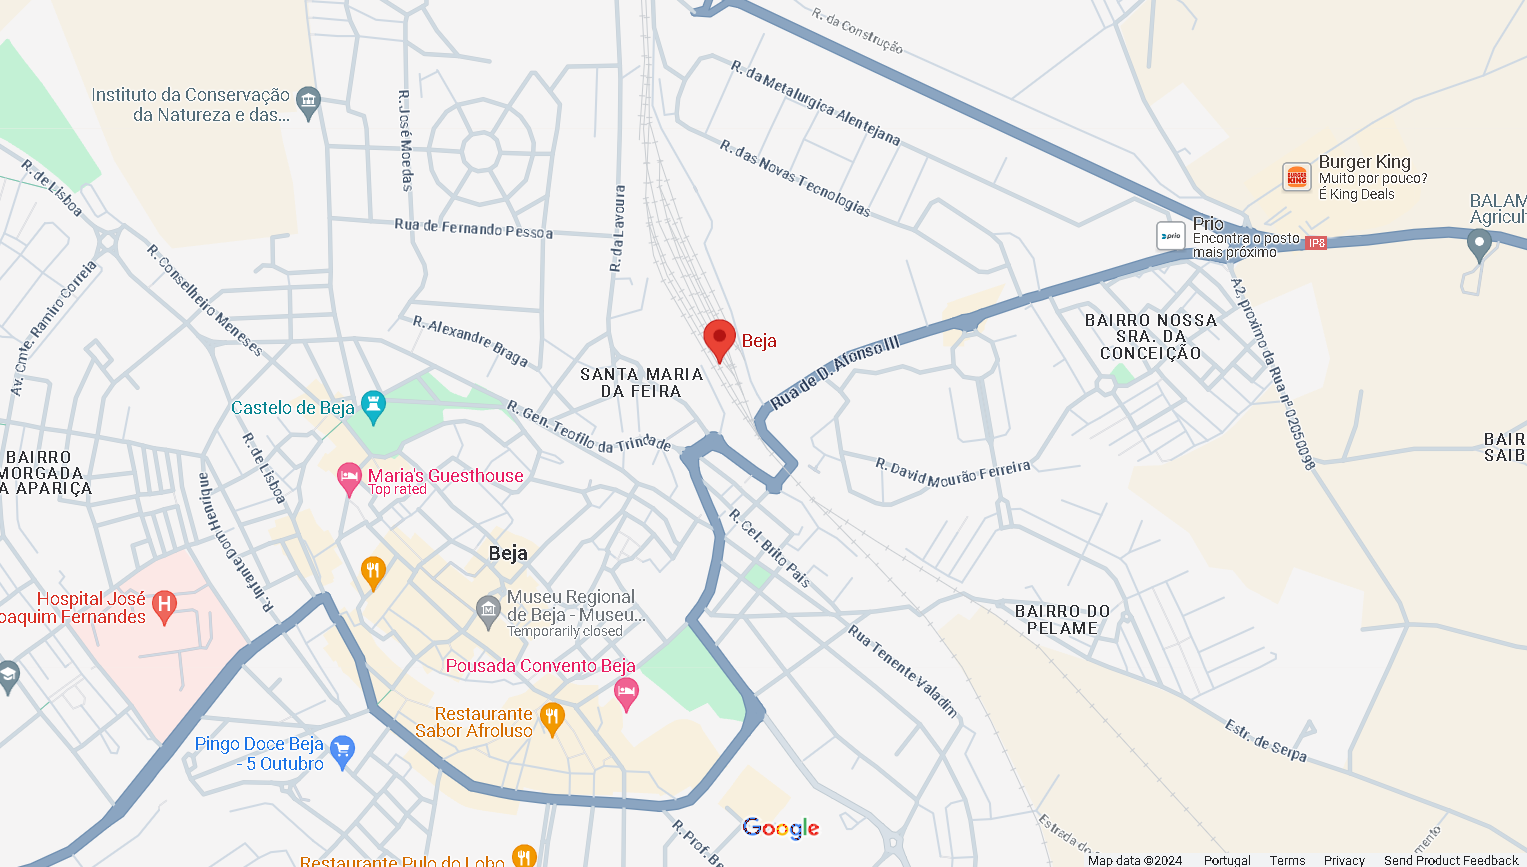 R. da Construção
R. da Metalurgica Alentejana
Instituto da Conservação
da Natureza e das...
R. José Moedas
R. das Novas Tecnologias
Burger King
Muito por pouco?
É King Deals
R. de Lisboa
R. da Lavoura
BALAM
Agricul
Rua de Fernando Pessoa
Prio
prio
Encontra o posto
mais próximo
IP8
R. Conselheiro Meneses
Av. Cmte. Ramiro Correia
A2, proximo da Rua nº 02050098
R. Alexandre Braga
Beja
Rua de D. Afonso III
BAIRRO NOSSA
SRA. DA
CONCEIÇÃO
SANTA MARIA
DA FEIRA
Castelo de Beja
R. Gen. Teofilo da Trindade
R. de Lisboa
BAIRRO
MORGADA
A APARIÇA
BAIR
SAIB
Maria's Guesthouse
Top rated
R. David Mourão Ferreira
R. Infante Dom Henrique
R. Cel. Brito Pais
Beja
Hospital José
oaquim Fernandes
H
Museu Regional
de Beja - Museu...
Temporarily closed
BAIRRO DO
PELAME
Rua Tenente Valadim
Pousada Convento Beja
Restaurante
Sabor Afroluso
Pingo Doce Beja
- 5 Outubro
Estr. de Serpa
Google
R. Prof. Be
Estreda do
mento
Restaurante Pulo do Lobo
Map data ©2024
Portugal
Terms
Privacy
Send Product Feedback